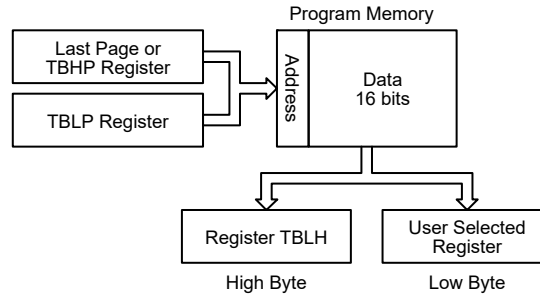 Program Memory
Last Page or
TBHP Register
TBLP Register
Address
Data
16 bits
Register TBLH
User Selected
Register
High Byte
Low Byte